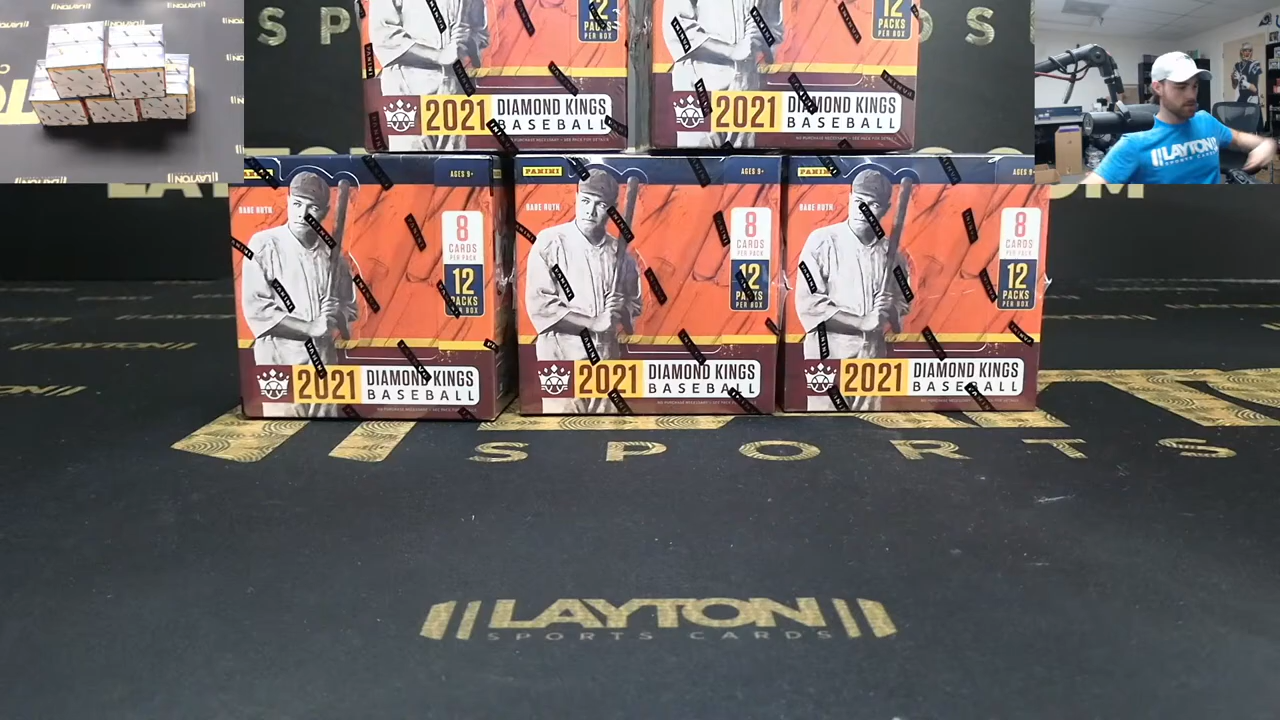 S P
12
PACKS
PER BOX
12
PACKS
PER BOX
S
2021 DIAMOND KINGS
BASEBALL
2021 DIAMOND KINGS
BASEBALL
LAYTON
SPORTS CARDS
PANINI
AGES 9+
BABE RUTH
8
CARDS
PER PACK
12
PACKS
PER BOX
2021 DIAMOND KINGS
BASEBALL
PANINI
AGES 9+
BABE RUTH
8
CARDS
PER PACK
12
PACKS
PER BOX
2021 DIAMOND KINGS
BASEBALL
PANINI
AGES 9+
BABE RUTH
8
CARDS
PER PACK
12
PACKS
PER BOX
2021 DIAMOND KINGS
BASEBALL
SPORTS
LAYTON
SPORTS CARDS